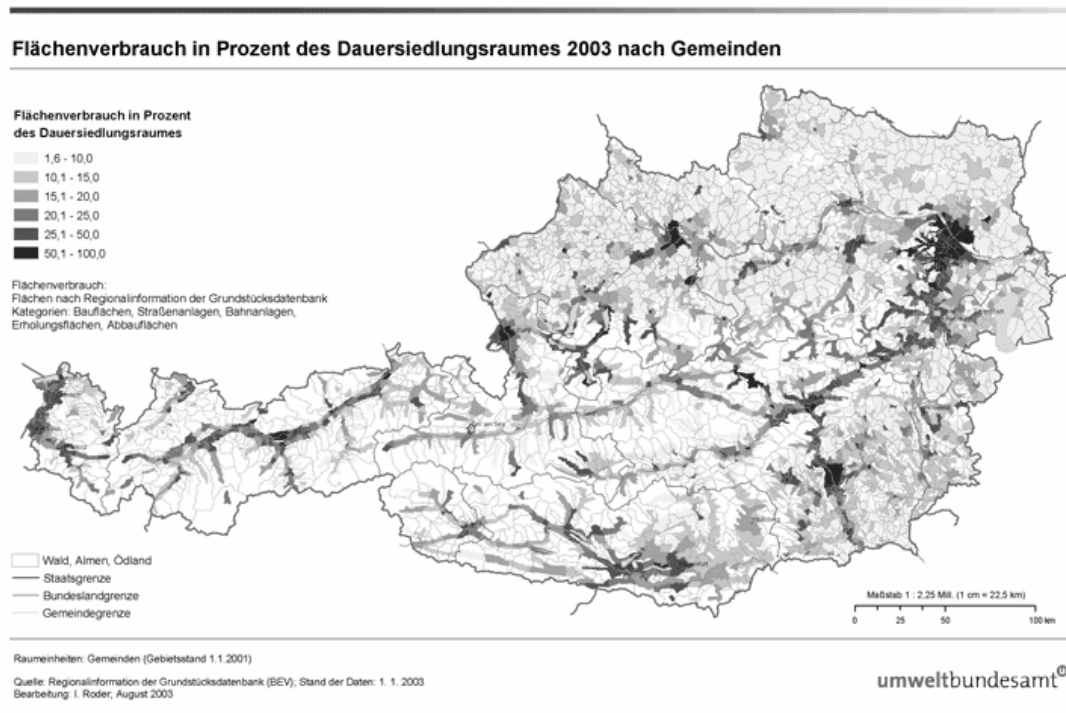 Flächenverbrauch in Prozent des Dauersiedlungsraumes 2003 nach Gemeinden
Flächenverbrauch in Prozent
des Dauersiedlungsraumes
1,6 - 10,0
10,1 - 15,0
15,1 - 20,0
20,1 - 25,0
25,1 - 50,0
50,1 - 100,0
Flächenverbrauch:
Flächen nach Regionalinformation der Grundstücksdatenbank
Kategorien: Bauflächen, Straßenanlagen, Bahnanlagen,
Erholungsflächen, Abbauflächen
Wald, Almen, Ödland
Staatsgrenze
Bundeslandgrenze
Gemeindegrenze
Maßstab 1 : 2,25 Mill. (1 cm = 22,5 km)
0 25 50 100 km
Raumeinheiten: Gemeinden (Gebietsstand 1.1.2001)
Quelle: Regionalinformation der Grundstücksdatenbank (BEV); Stand der Daten: 1. 1. 2003
Bearbeitung: I. Roder, August 2003
umweltbundesamt